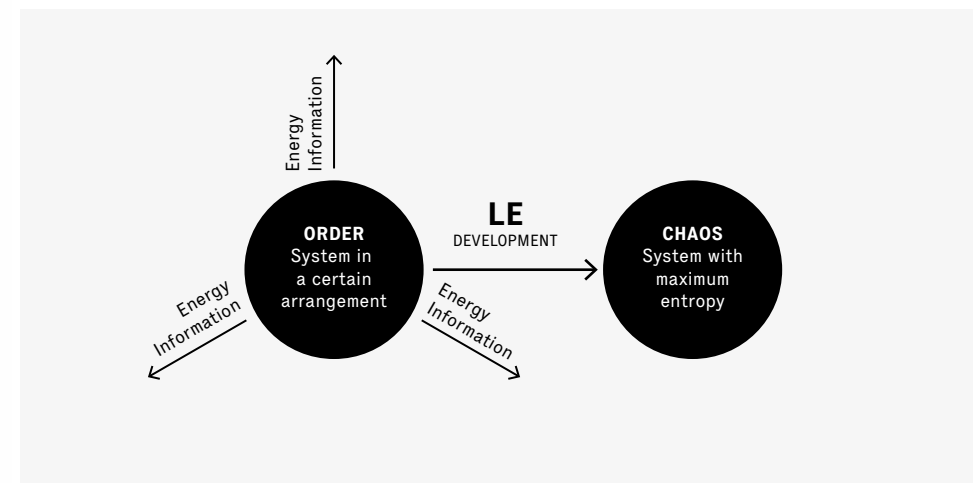 Energy
Information
ORDER
System in
a certain
arrangement
LE
DEVELOPMENT
CHAOS
System with
maximum
entropy
Energy
Information
Energy
Information